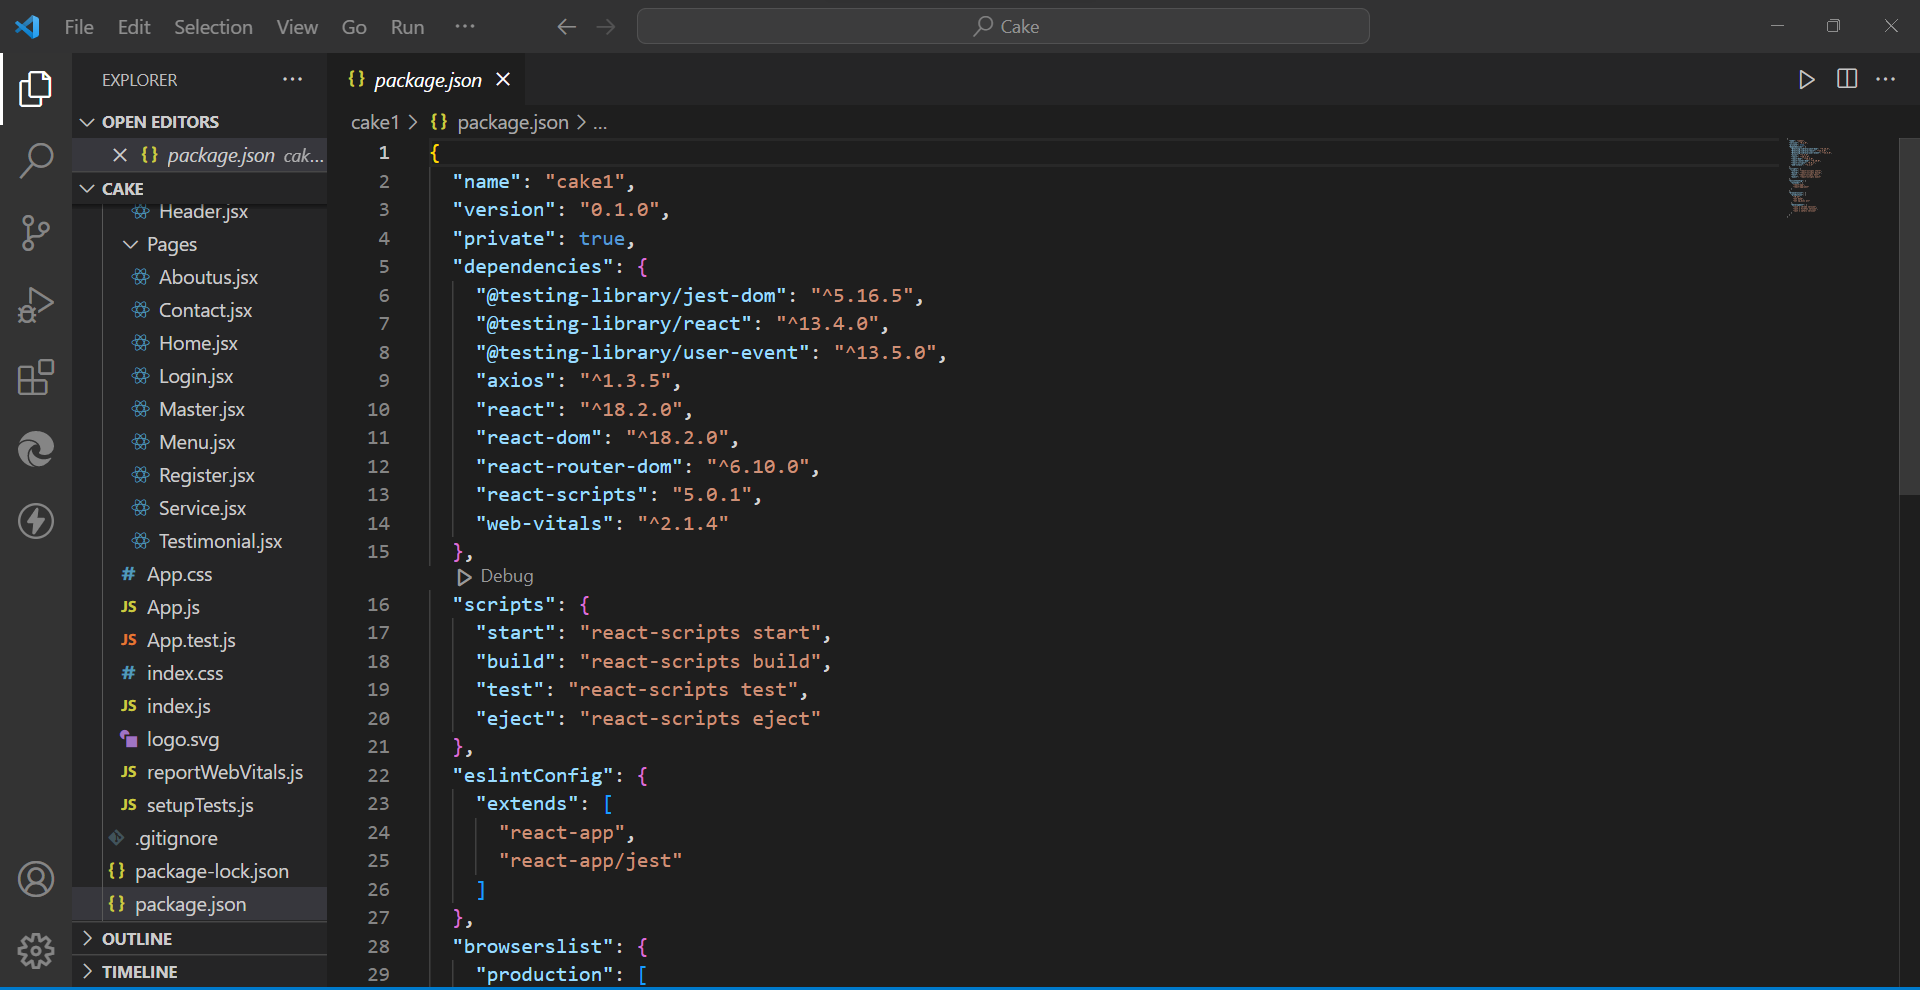 File Edit Selection View Go Run ··· Cake
EXPLORER ···
OPEN EDITORS
package.json cak...
CAKE
Header.jsx
Pages
Aboutus.jsx
Contact.jsx
Home.jsx
Login.jsx
Master.jsx
Menu.jsx
Register.jsx
Service.jsx
Testimonial.jsx
# App.css
JS App.js
JS App.test.js
# index.css
JS index.js
logo.svg
JS reportWebVitals.js
JS setupTests.js
.gitignore
{} package-lock.json
{} package.json
OUTLINE
TIMELINE
{} package.json
cake1 > {} package.json > ...
1 {
2 "name": "cake1",
3 "version": "0.1.0",
4 "private": true,
5 "dependencies": {
6 "@testing-library/jest-dom": "^5.16.5",
7 "@testing-library/react": "^13.4.0",
8 "@testing-library/user-event": "^13.5.0",
9 "axios": "^1.3.5",
10 "react": "^18.2.0",
11 "react-dom": "^18.2.0",
12 "react-router-dom": "^6.10.0",
13 "react-scripts": "5.0.1",
14 "web-vitals": "^2.1.4"
15 },
Debug
16 "scripts": {
17 "start": "react-scripts start",
18 "build": "react-scripts build",
19 "test": "react-scripts test",
20 "eject": "react-scripts eject"
21 },
22 "eslintConfig": {
23 "extends": [
24 "react-app",
25 "react-app/jest"
26 ]
27 },
28 "browserslist": {
29 "production": [